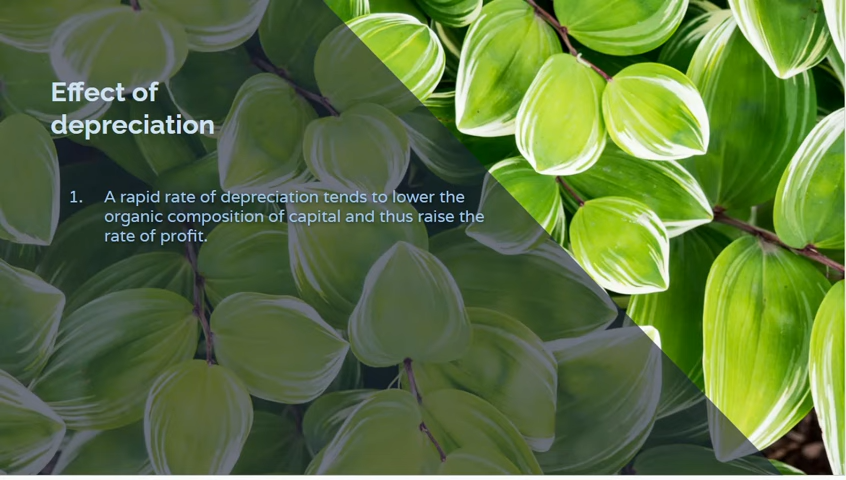 Effect of
depreciation
1. A rapid rate of depreciation tends to lower the
organic composition of capital and thus raise the
rate of profit.